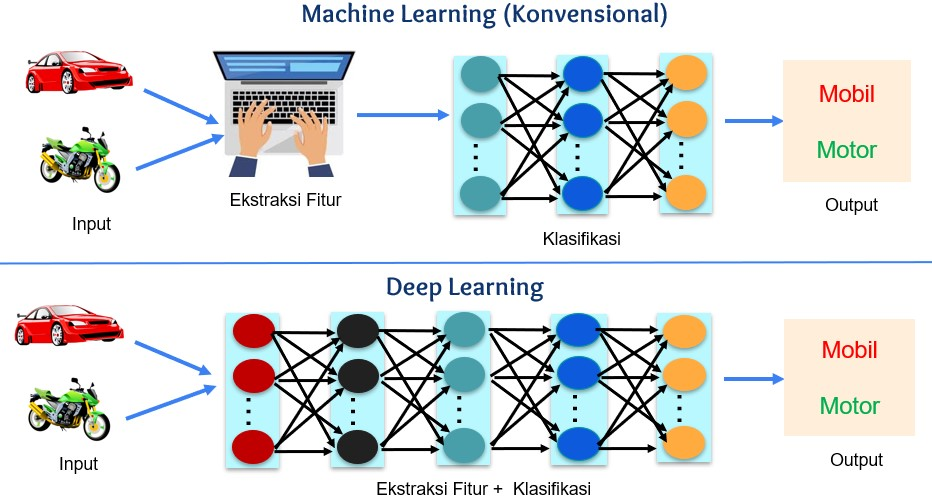 Machine Learning (Konvensional)
Input
Ekstraksi Fitur
Klasifikasi
Mobil
Motor
Output
Deep Learning
Input
Ekstraksi Fitur + Klasifikasi
Mobil
Motor
Output